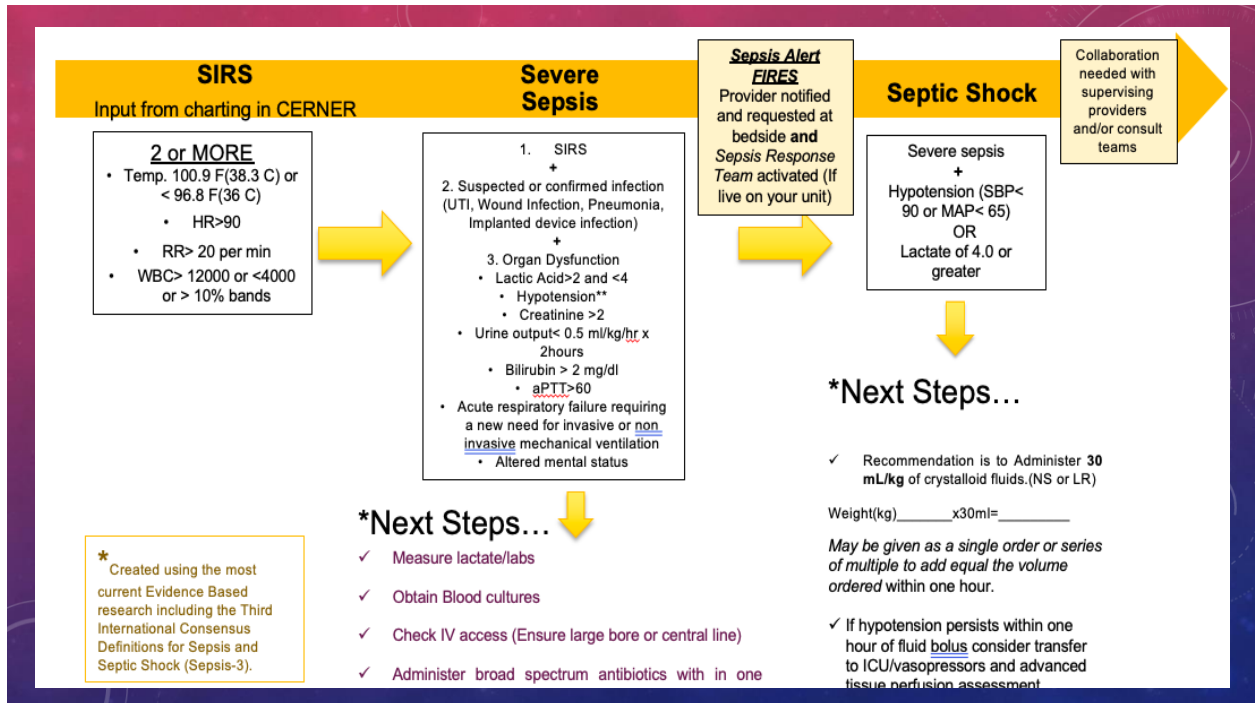 SIRS
Input from charting in CERNER
2 or MORE
• Temp. 100.9 F(38.3 C) or
< 96.8 F(36 C)
• HR>90
• RR> 20 per min
• WBC> 12000 or <4000
or > 10% bands
Severe
Sepsis
1. SIRS
+
2. Suspected or confirmed infection
(UTI, Wound Infection, Pneumonia,
Implanted device infection)
+
3. Organ Dysfunction
• Lactic Acid>2 and <4
• Hypotension**
• Creatinine >2
• Urine output< 0.5 ml/kg/hr x
2hours
• Bilirubin > 2 mg/dl
• aPTT>60
• Acute respiratory failure requiring
a new need for invasive or non
invasive mechanical ventilation
• Altered mental status
*Next Steps…
✓ Measure lactate/labs
✓ Obtain Blood cultures
✓ Check IV access (Ensure large bore or central line)
✓ Administer broad spectrum antibiotics with in one
Sepsis Alert
FIRES
Provider notified
and requested at
bedside and
Sepsis Response
Team activated (If
live on your unit)
Septic Shock
Severe sepsis
+
Hypotension (SBP<
90 or MAP< 65)
OR
Lactate of 4.0 or
greater
Collaboration
needed with
supervising
providers
and/or consult
teams
*Next Steps…
✓ Recommendation is to Administer 30
mL/kg of crystalloid fluids.(NS or LR)
Weight(kg)_______x30ml=_________
May be given as a single order or series
of multiple to add equal the volume
ordered within one hour.
✓ If hypotension persists within one
hour of fluid bolus consider transfer
to ICU/vasopressors and advanced
tissue perfusion assessment
*Created using the most
current Evidence Based
research including the Third
International Consensus
Definitions for Sepsis and
Septic Shock (Sepsis-3).